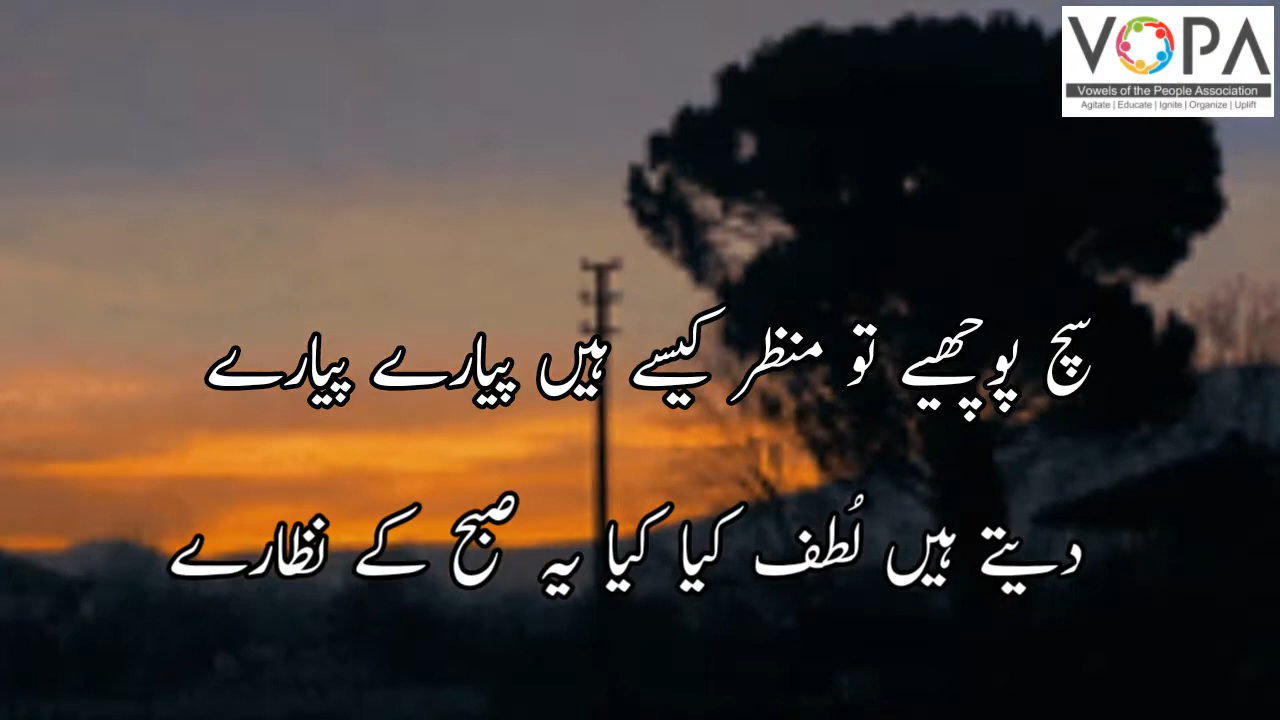 VOPA
Vowels of the People Association
Agitate | Educate | Ignite | Organize | Uplift
سچ پوچھیے تو منظر کیسے ہیں پیارے پیارے
دیتے ہیں لُطف کیا کیا یہ صبح کے نظارے